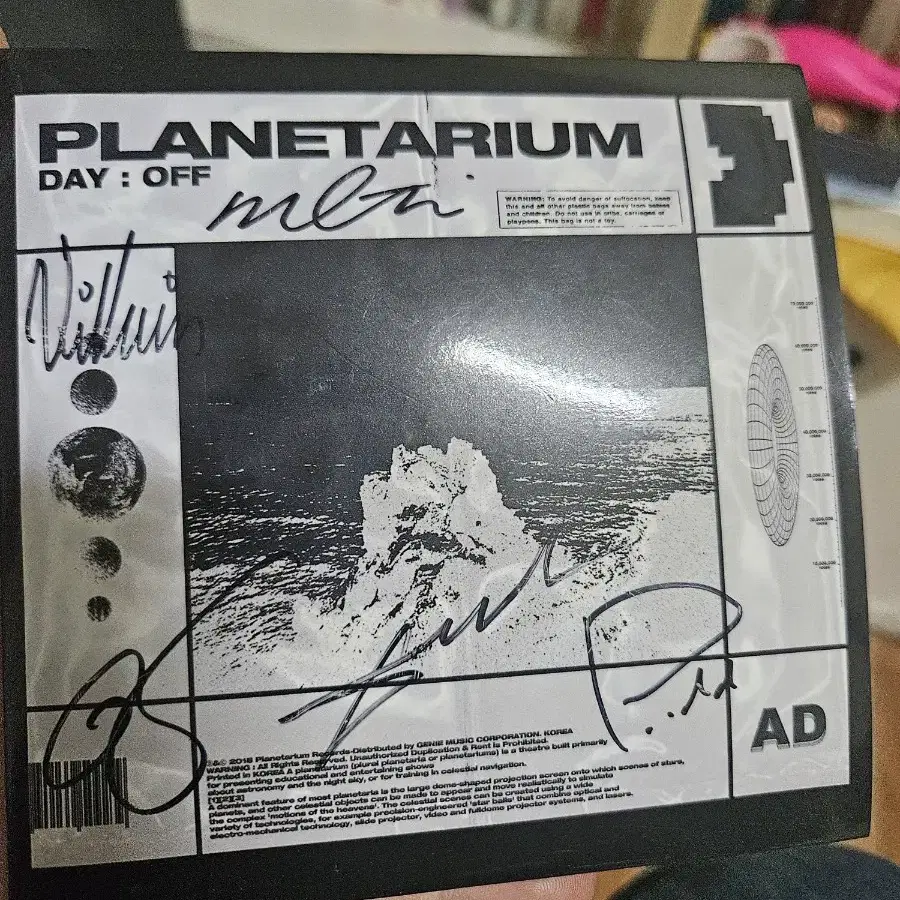 PLANETARIUM
DAY : OFF
WARNING: To avoid danger of suffocation, keep
this and all other plastic bags away from babies
and children. Do not use in cribs, carriages or
playpens. This bag is not a toy.
Villain
AD
2018 Planetarium Records-Distributed by GENIE MUSIC CORPORATION. KOREA
WARNING : All Rights Reserved. Unauthorized Duplication & Rent is Prohibited.
Printed in KOREA A planetarium (plural planetaria or planetariums) is a theatre built primarily
for presenting educational and entertaining shows
about astronomy and the night sky, or for training in celestial navigation.
[1][2][3]
A dominant feature of most planetaria is the large dome-shaped projection screen onto which scenes of stars,
planets, and other celestial objects can be made to appear and move realistically to simulate
the complex 'motions of the heavens'. The celestial scenes can be created using a wide
variety of technologies, for example precision-engineered 'star balls' that combine optical and
electro-mechanical technology, slide projector, video and fulldome projector systems, and lasers.